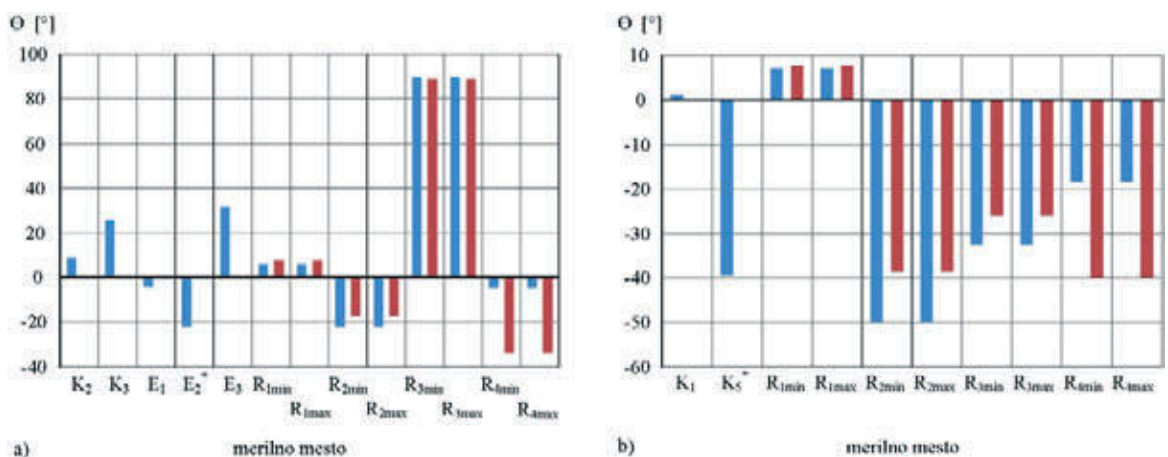 Θ [°]
100
80
60
40
20
0
-20
-40
K₂ K₃ E₁ E₂* E₃ R₁min R₁max R₂min R₂max R₃min R₃max R₄min R₄max
a) merilno mesto
Θ [°]
10
0
-10
-20
-30
-40
-50
-60
K₁ K₅* R₁min R₁max R₂min R₂max R₃min R₃max R₄min R₄max
b) merilno mesto